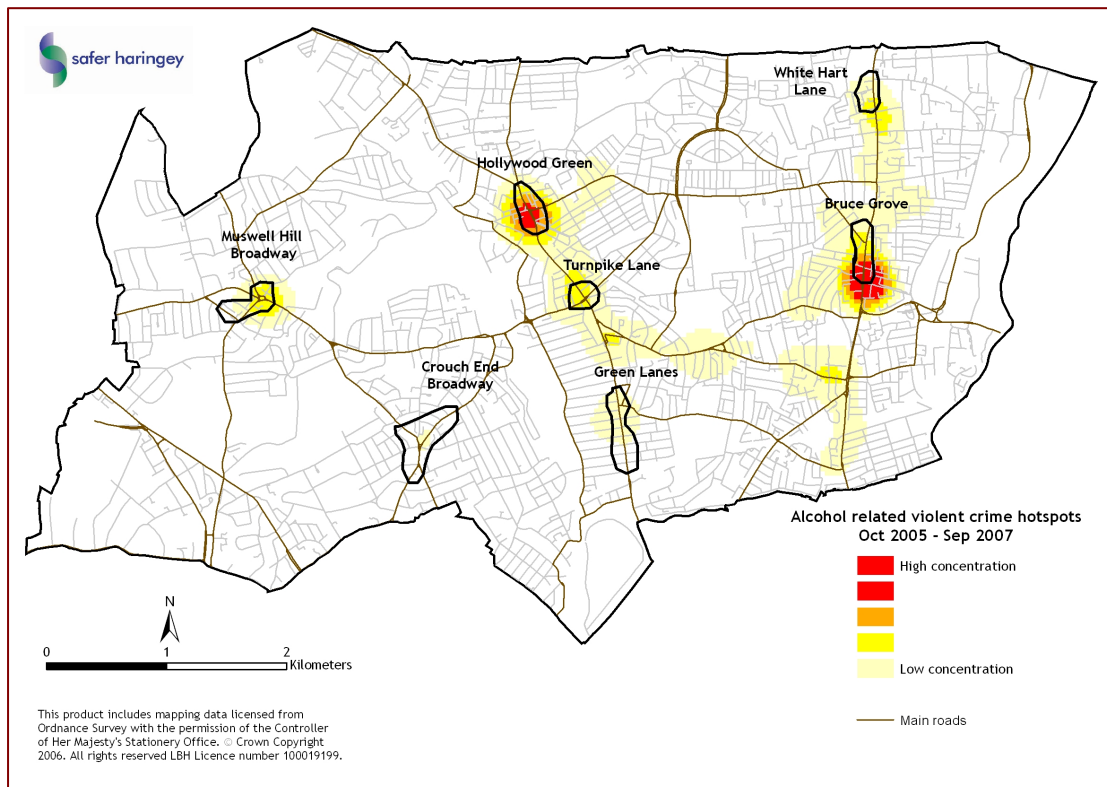 safer haringey
White Hart
Lane
Hollywood Green
Bruce Grove
Muswell Hill
Broadway
Turnpike Lane
Crouch End
Broadway
Green Lanes
Alcohol related violent crime hotspots
Oct 2005 - Sep 2007
High concentration
Low concentration
Main roads
N
0 1 2
Kilometers
This product includes mapping data licensed from
Ordnance Survey with the permission of the Controller
of Her Majesty's Stationery Office. © Crown Copyright
2006. All rights reserved LBH Licence number 100019199.